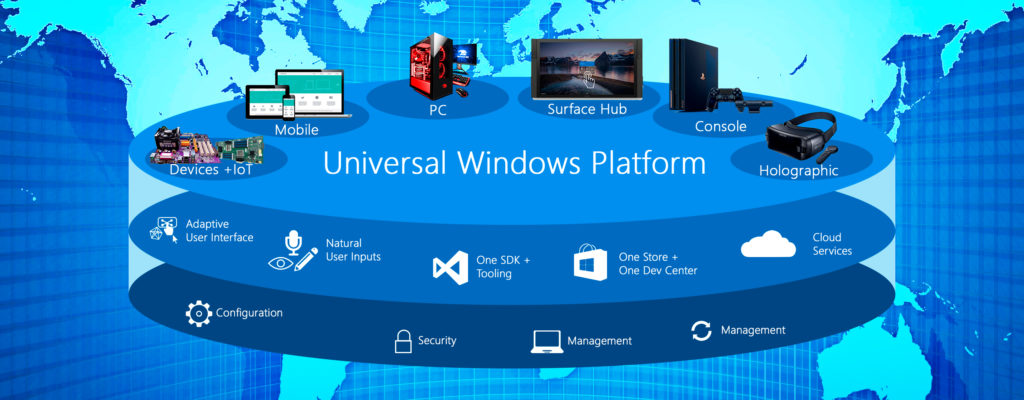 PC
Surface Hub
Mobile
Console
Devices +IoT
Universal Windows Platform
Holographic
Adaptive
User Interface
Natural
User Inputs
One SDK +
Tooling
One Store +
One Dev Center
Cloud
Services
Configuration
Security
Management
Management